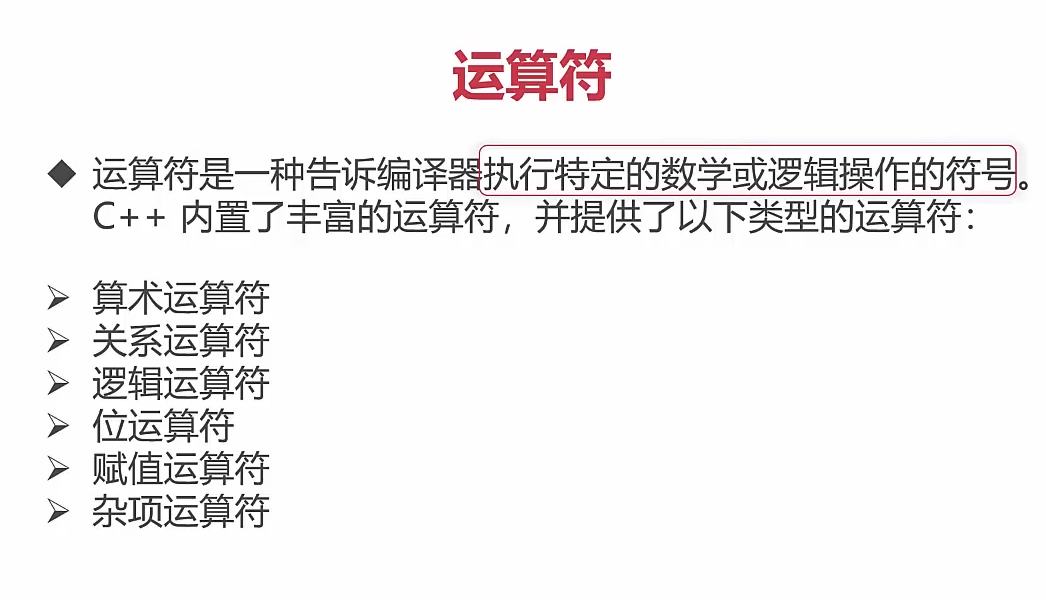 运算符
◆ 运算符是一种告诉编译器执行特定的数学或逻辑操作的符号。
C++ 内置了丰富的运算符，并提供了以下类型的运算符：
➢ 算术运算符
➢ 关系运算符
➢ 逻辑运算符
➢ 位运算符
➢ 赋值运算符
➢ 杂项运算符